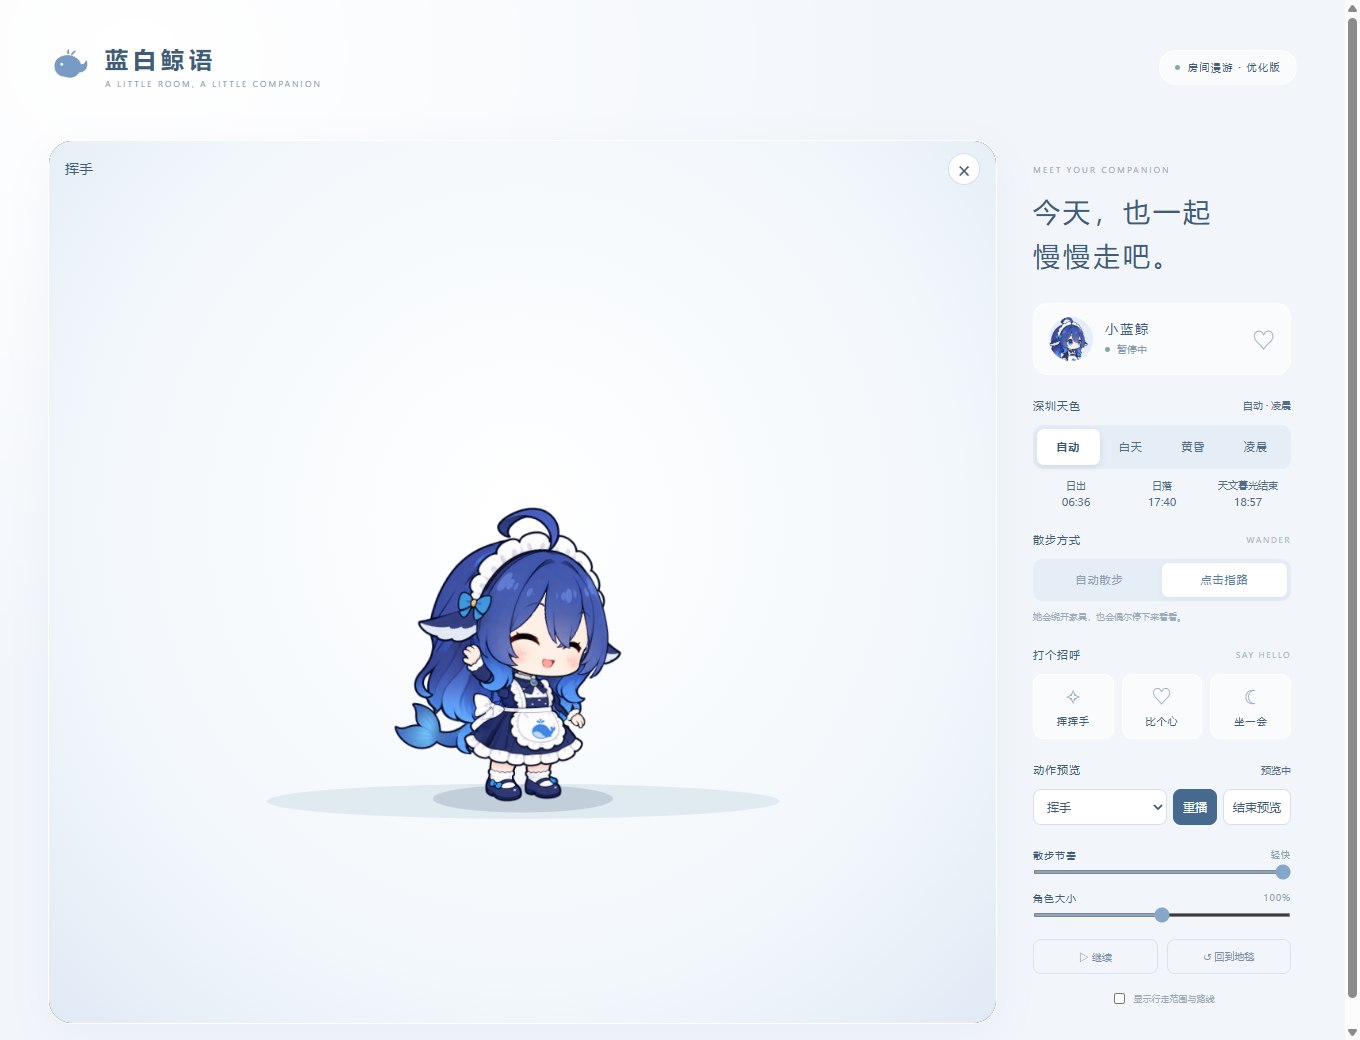 蓝白鲸语
A LITTLE ROOM, A LITTLE COMPANION
房间漫游 · 优化版
挥手
MEET YOUR COMPANION
今天，也一起
慢慢走吧。
小蓝鲸
暂停中
深圳天色
自动 · 凌晨
自动 白天 黄昏 凌晨
日出 日落 天文暮光结束
06:36 17:40 18:57
散步方式
WANDER
自动散步 点击指路
她会绕开家具，也会偶尔停下来看看。
打个招呼
SAY HELLO
挥挥手 比个心 坐一会
动作预览
预览中
挥手 重播 结束预览
散步节奏
轻快
角色大小
100%
继续 回到地毯
显示行走范围与路线